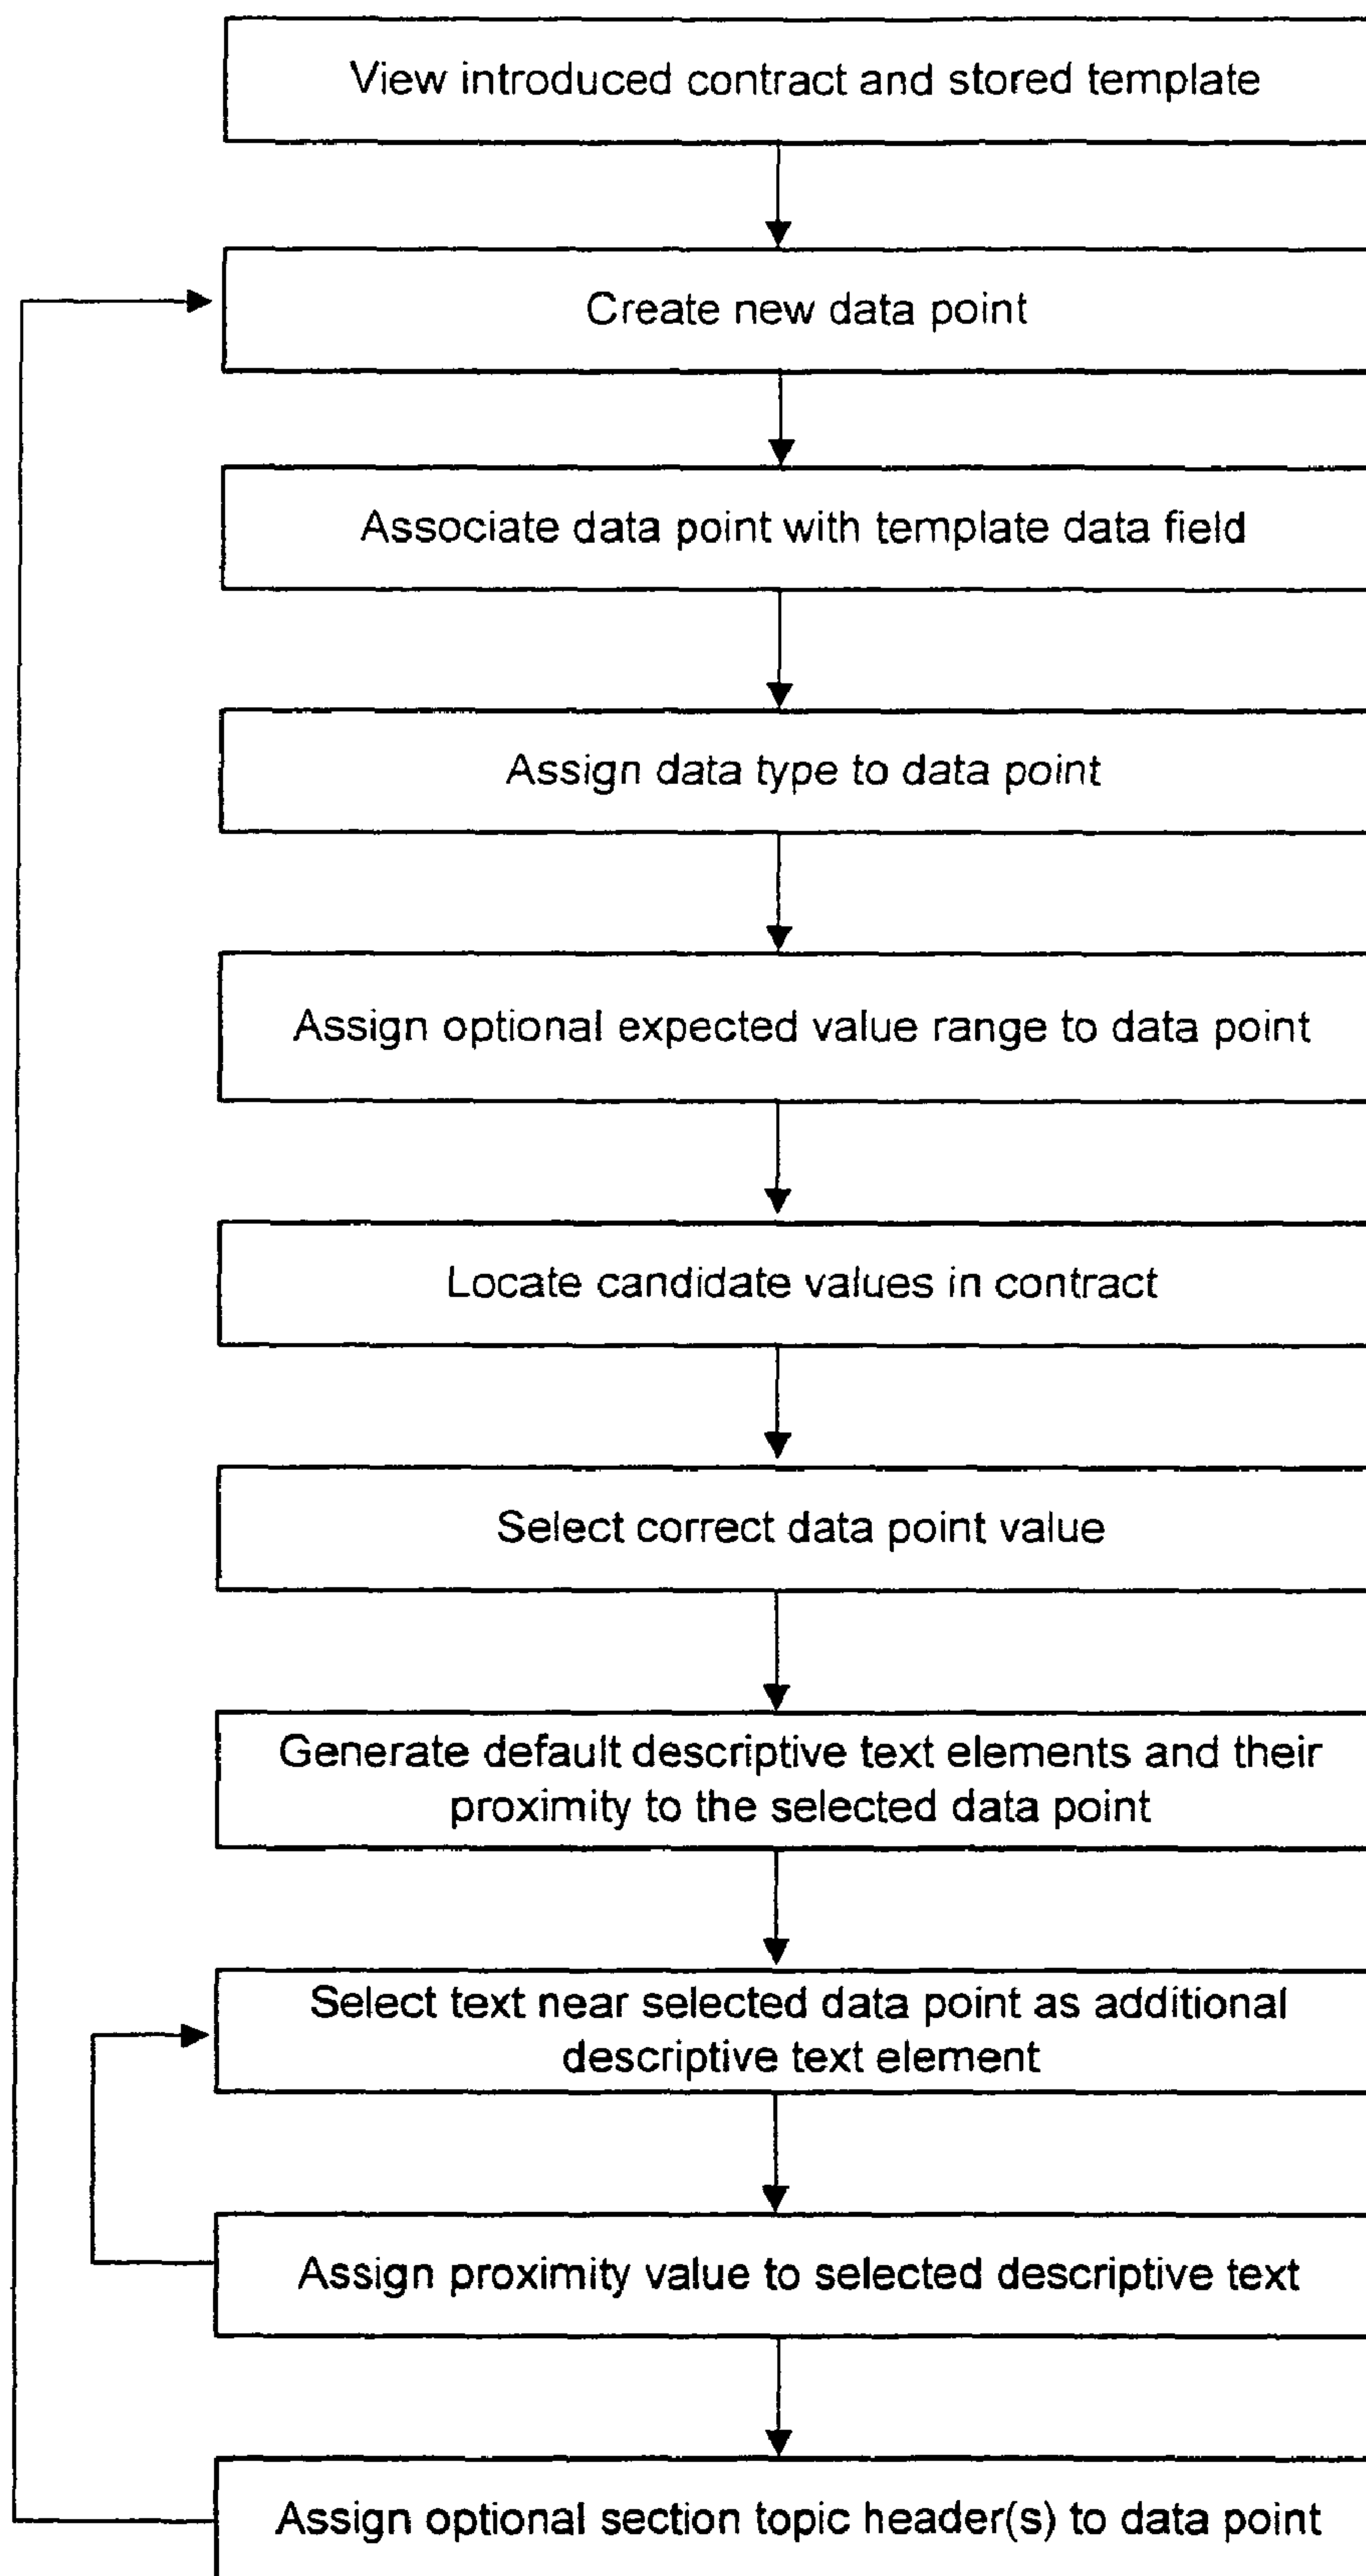 View introduced contract and stored template
Create new data point
Associate data point with template data field
Assign data type to data point
Assign optional expected value range to data point
Locate candidate values in contract
Select correct data point value
Generate default descriptive text elements and their
proximity to the selected data point
Select text near selected data point as additional
descriptive text element
Assign proximity value to selected descriptive text
Assign optional section topic header(s) to data point